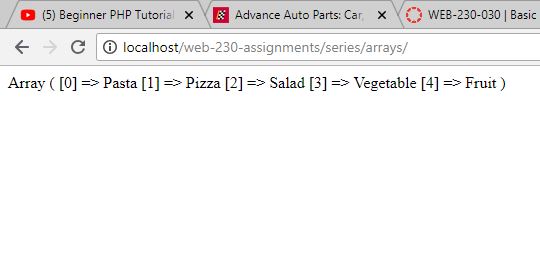 (5) Beginner PHP Tutorial
Advance Auto Parts: Car,
WEB-230-030 | Basic
localhost/web-230-assignments/series/arrays/
Array ( [0] => Pasta [1] => Pizza [2] => Salad [3] => Vegetable [4] => Fruit )